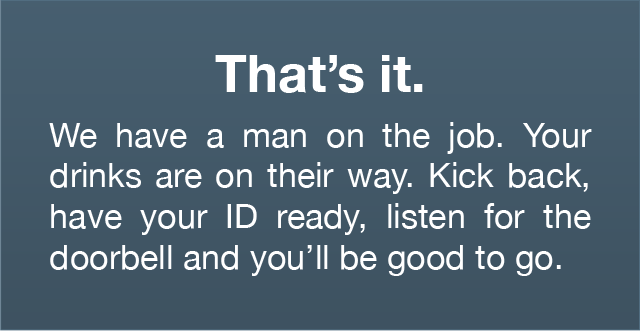 That’s it.
We have a man on the job. Your
drinks are on their way. Kick back,
have your ID ready, listen for the
doorbell and you’ll be good to go.